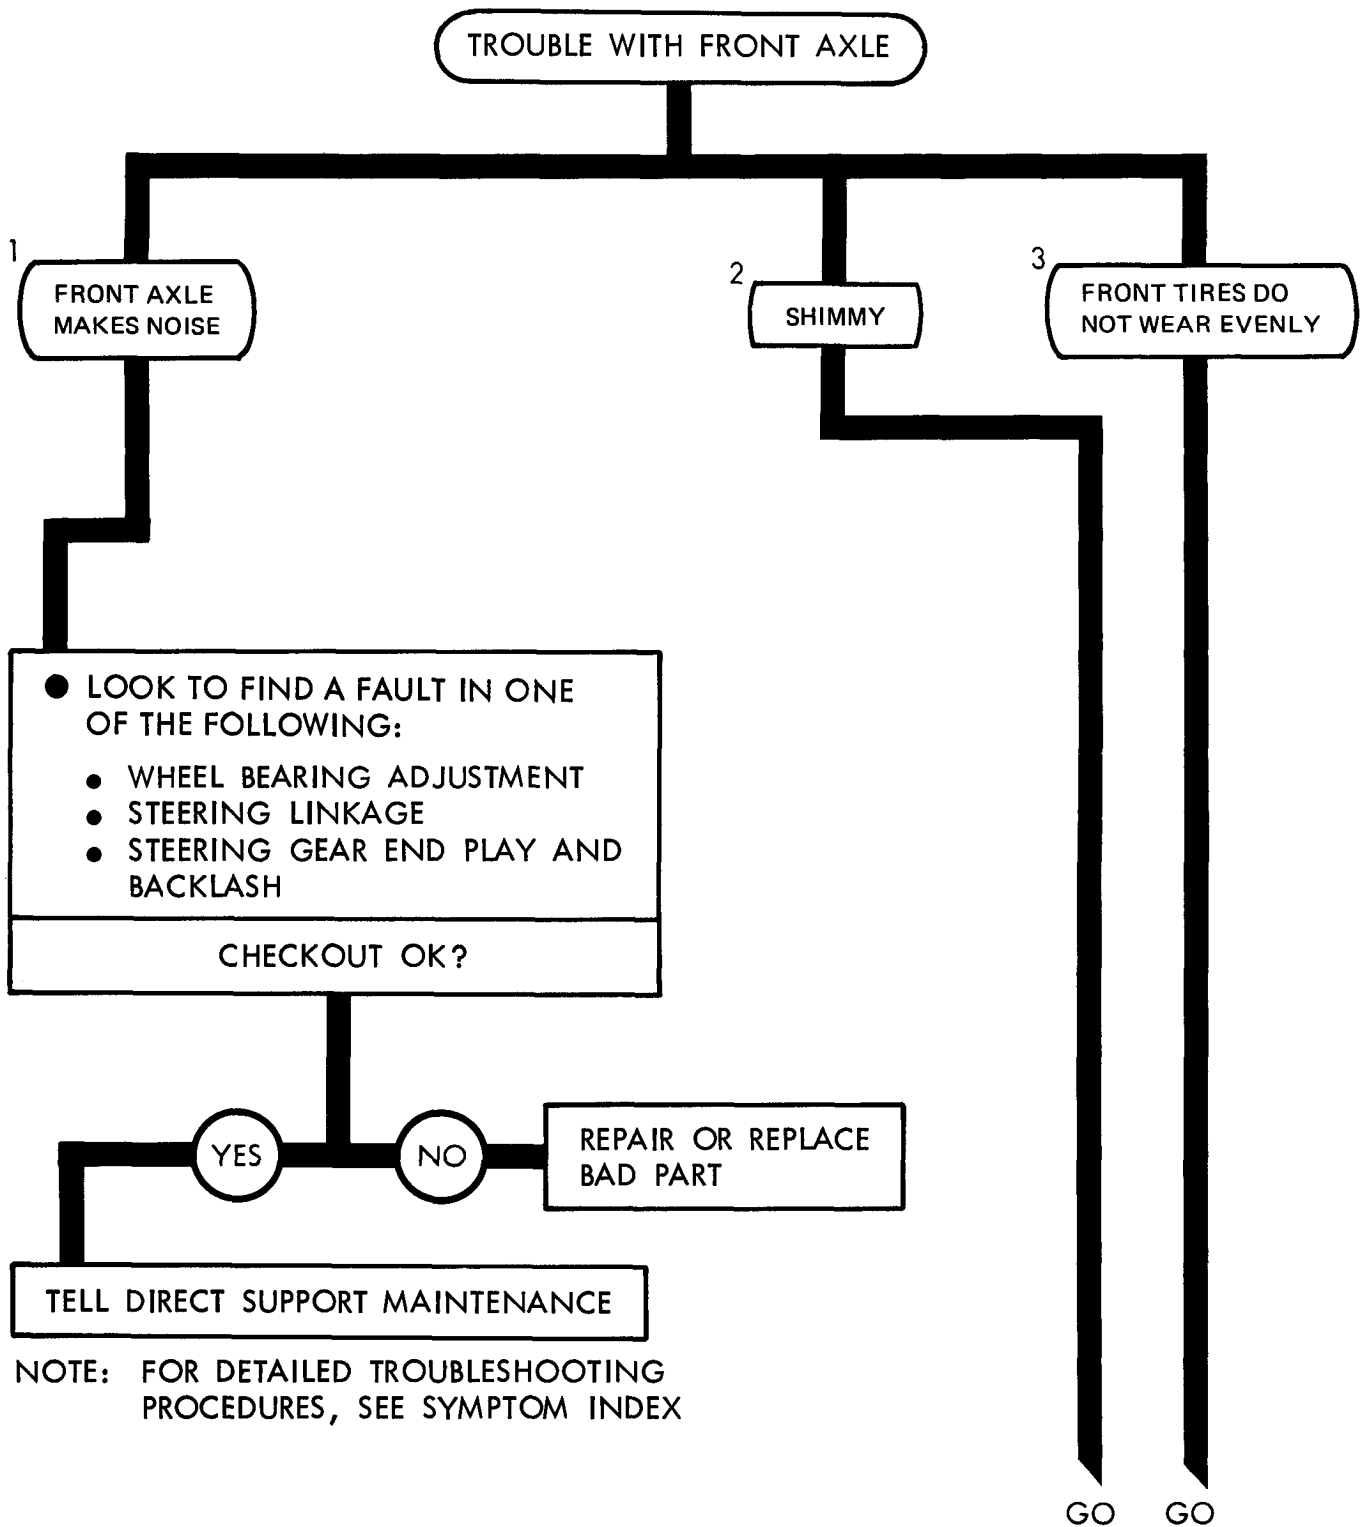 TROUBLE WITH FRONT AXLE
1
FRONT AXLE
MAKES NOISE
2
SHIMMY
3
FRONT TIRES DO
NOT WEAR EVENLY
● LOOK TO FIND A FAULT IN ONE
OF THE FOLLOWING:
● WHEEL BEARING ADJUSTMENT
● STEERING LINKAGE
● STEERING GEAR END PLAY AND
BACKLASH
CHECKOUT OK?
YES
NO
REPAIR OR REPLACE
BAD PART
TELL DIRECT SUPPORT MAINTENANCE
NOTE: FOR DETAILED TROUBLESHOOTING
PROCEDURES, SEE SYMPTOM INDEX
GO GO